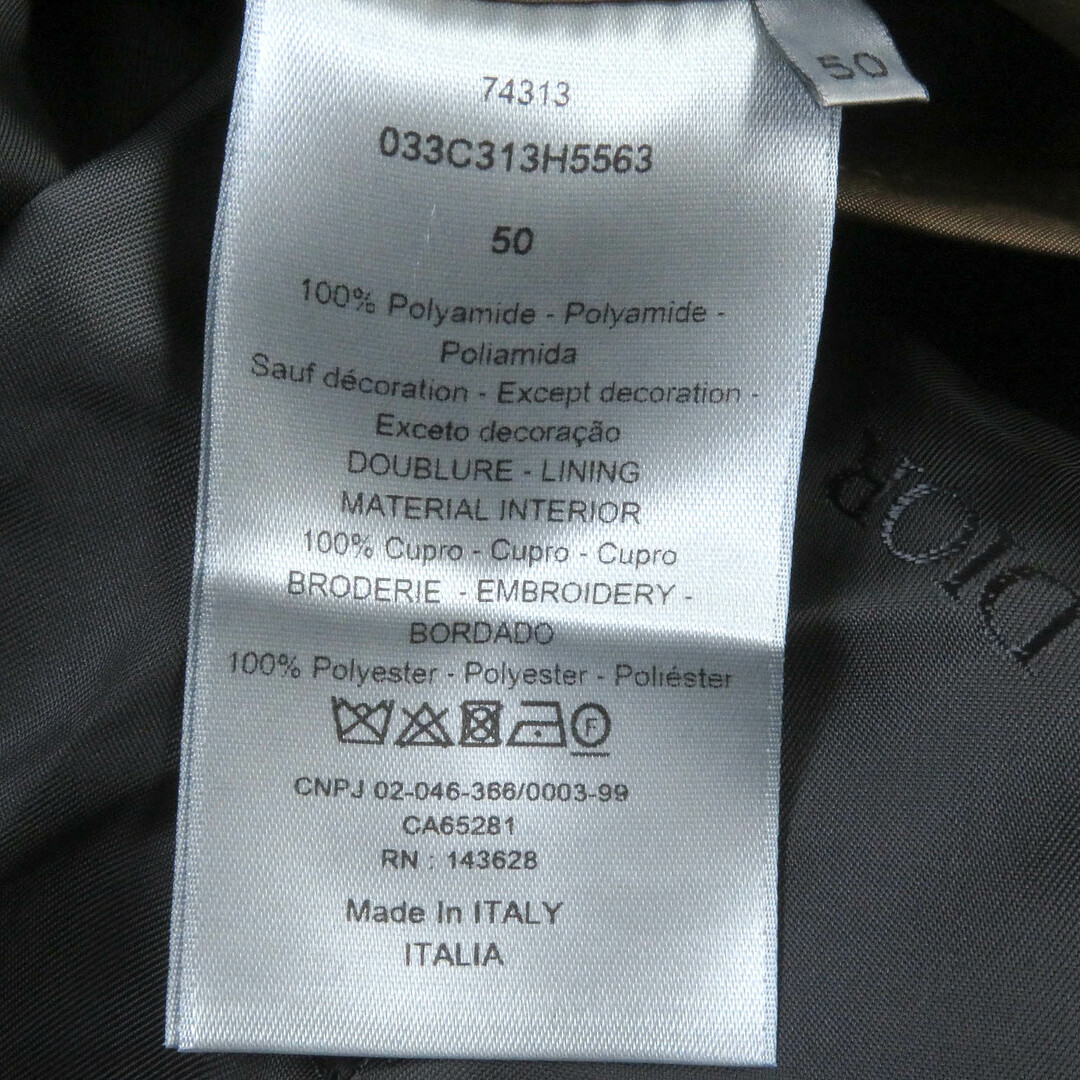 50
74313
033C313H5563
50
100% Polyamide - Polyamide -
Poliamida
Sauf décoration - Except decoration -
Exceto decoração
DOUBLURE - LINING
MATERIAL INTERIOR
100% Cupro - Cupro - Cupro
BRODERIE - EMBROIDERY -
BORDADO
100% Polyester - Polyester - Poliéster
F
CNPJ 02-046-366/0003-99
CA65281
RN : 143628
Made In ITALY
ITALIA
DIOR